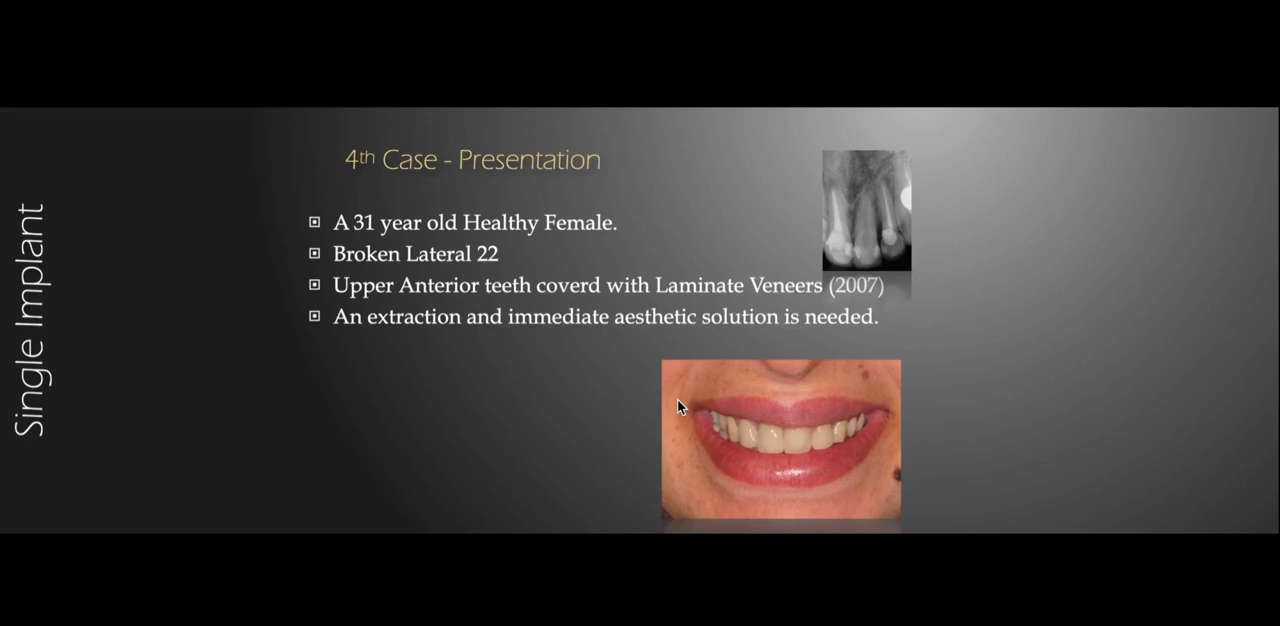 Single Implant
4th Case - Presentation
A 31 year old Healthy Female.
Broken Lateral 22
Upper Anterior teeth coverd with Laminate Veneers (2007)
An extraction and immediate aesthetic solution is needed.